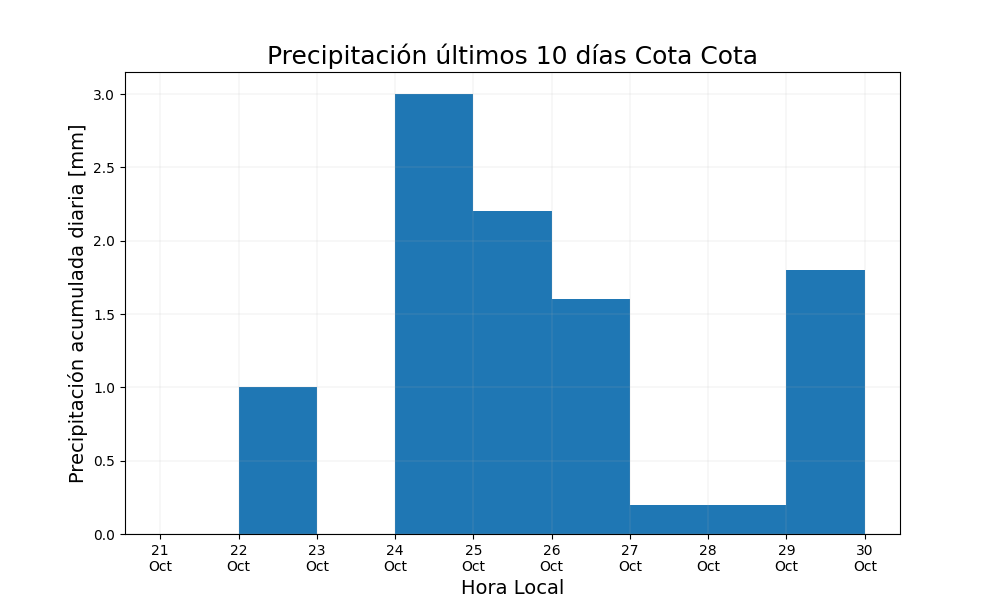 Precipitación últimos 10 días Cota Cota
Precipitación acumulada diaria [mm]
3.0
2.5
2.0
1.5
1.0
0.5
0.0
21 22 23 24 25 26 27 28 29 30
Oct Oct Oct Oct Oct Oct Oct Oct Oct Oct
Hora Local